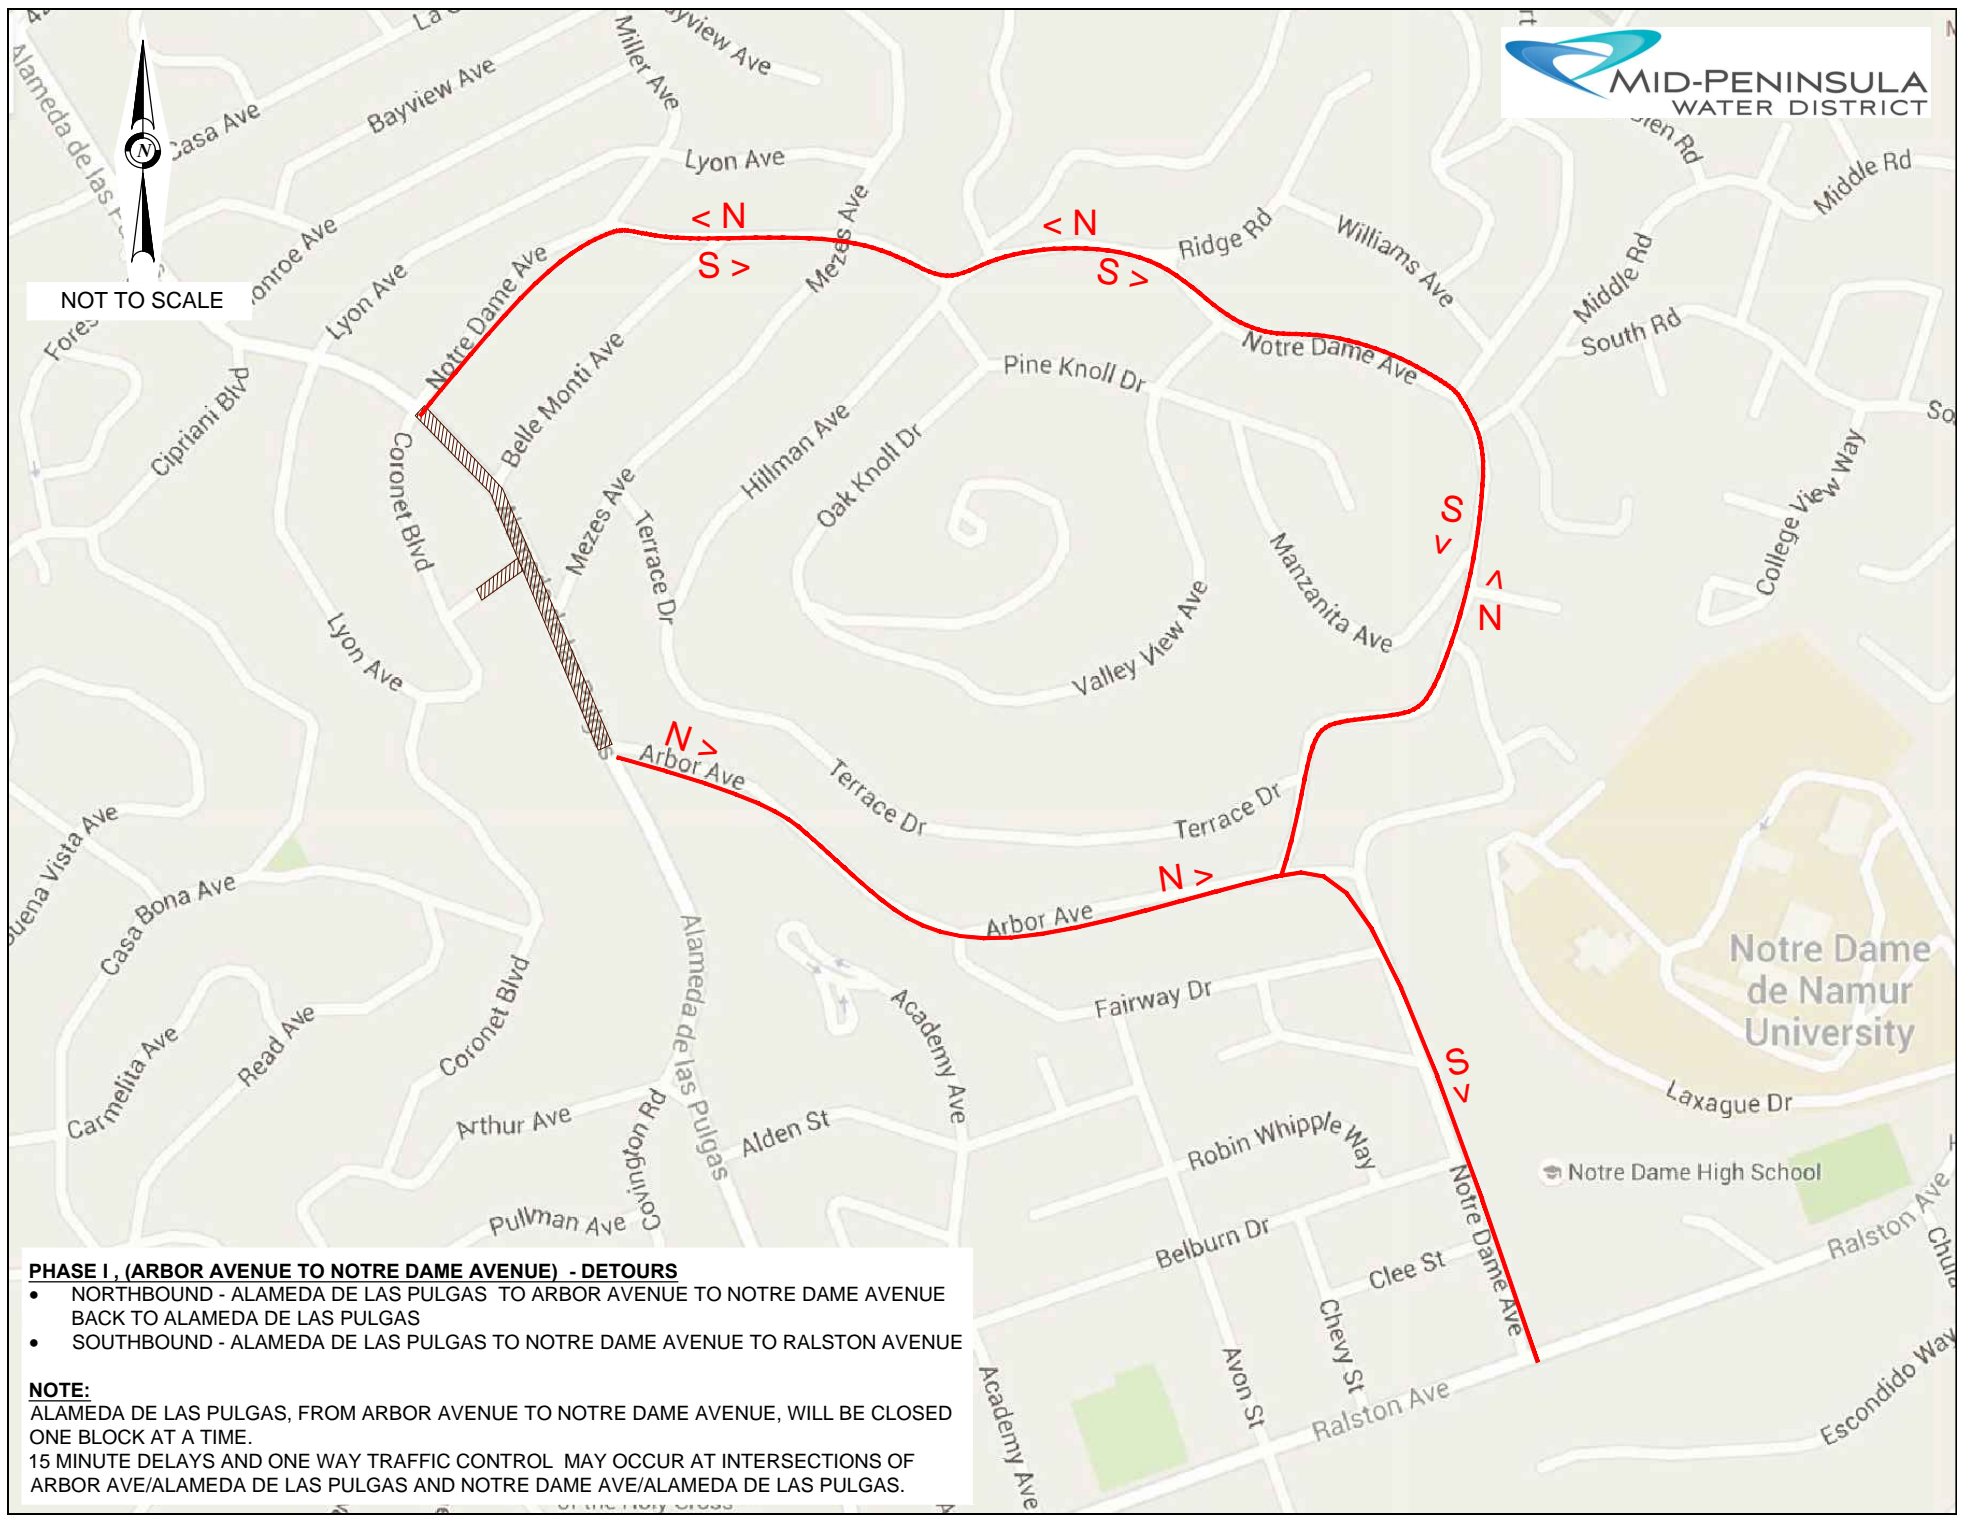 MID-PENINSULA
WATER DISTRICT
N
NOT TO SCALE
Alameda de las
Casa Ave
Bayview Ave
Miller Ave
Lyon Ave
Mezes Ave
Ridge Rd
Williams Ave
Middle Rd
Middle Rd
South Rd
< N
S >
< N
S >
Lyon Ave
Notre Dame Ave
Belle Monti Ave
Notre Dame Ave
Pine Knoll Dr
Cipriani Blvd
Coronet Blvd
Hillman Ave
Oak Knoll Dr
Mezes Ave
Terrace Dr
Manzanita Ave
College View Way
S
>
<
N
Lyon Ave
Valley View Ave
N >
Arbor Ave
Terrace Dr
Terrace Dr
N >
Arbor Ave
Buena Vista Ave
Casa Bona Ave
Alameda de las Pulgas
Notre Dame
de Namur
University
Fairway Dr
Academy Ave
Coronet Blvd
Read Ave
Carmelita Ave
S
>
Laxague Dr
Arthur Ave
Covington Rd
Alden St
Robin Whipple Way
Notre Dame High School
Notre Dame Ave
Pullman Ave
Belburn Dr
Clee St
Ralston Ave
Chevy St
Avon St
Academy Ave
Ralston Ave
Escondido Way
PHASE I , (ARBOR AVENUE TO NOTRE DAME AVENUE) - DETOURS
• NORTHBOUND - ALAMEDA DE LAS PULGAS TO ARBOR AVENUE TO NOTRE DAME AVENUE
BACK TO ALAMEDA DE LAS PULGAS
• SOUTHBOUND - ALAMEDA DE LAS PULGAS TO NOTRE DAME AVENUE TO RALSTON AVENUE
NOTE:
ALAMEDA DE LAS PULGAS, FROM ARBOR AVENUE TO NOTRE DAME AVENUE, WILL BE CLOSED
ONE BLOCK AT A TIME.
15 MINUTE DELAYS AND ONE WAY TRAFFIC CONTROL MAY OCCUR AT INTERSECTIONS OF
ARBOR AVE/ALAMEDA DE LAS PULGAS AND NOTRE DAME AVE/ALAMEDA DE LAS PULGAS.